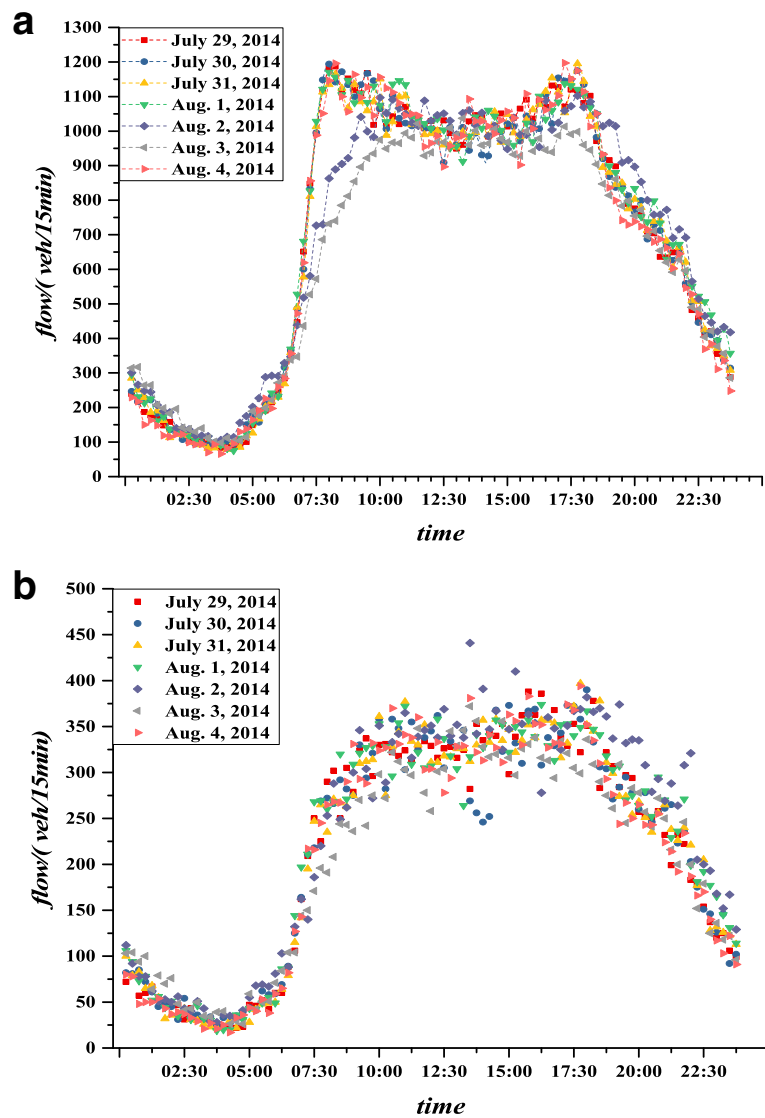 a
1300
1200
1100
1000
900
800
700
600
500
400
300
200
100
0
flow/( veh/15min)
July 29, 2014
July 30, 2014
July 31, 2014
Aug. 1, 2014
Aug. 2, 2014
Aug. 3, 2014
Aug. 4, 2014
02:30 05:00 07:30 10:00 12:30 15:00 17:30 20:00 22:30
time
b
500
450
400
350
300
250
200
150
100
50
0
flow/( veh/15min)
July 29, 2014
July 30, 2014
July 31, 2014
Aug. 1, 2014
Aug. 2, 2014
Aug. 3, 2014
Aug. 4, 2014
02:30 05:00 07:30 10:00 12:30 15:00 17:30 20:00 22:30
time